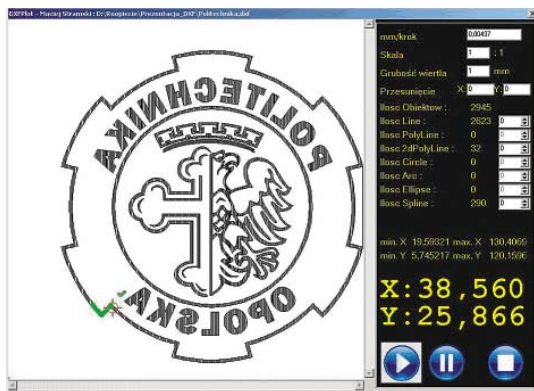 DXFPlot - Maciej Stramski : D:\Rozpiecie\Prezentacja_DXF\Politechnika.dxf
mm/krok 0,00437
Skala 1 : 1
Grubość wiertła 1 mm
Przesunięcie X: 0 Y: 0
Ilosc Obiektow : 2945
Ilosc Line : 2623 0
Ilosc PolyLine : 0 0
Ilosc 2dPolyLine : 32 0
Ilosc Circle : 0 0
Ilosc Arc : 0 0
Ilosc Ellipse : 0 0
Ilosc Spline : 290 0
min. X 19,59321 max. X 130,4069
min. Y 5,745217 max. Y 120,1596
X:38,560
Y:25,866
POLITECHNIKA
OPOLSKA